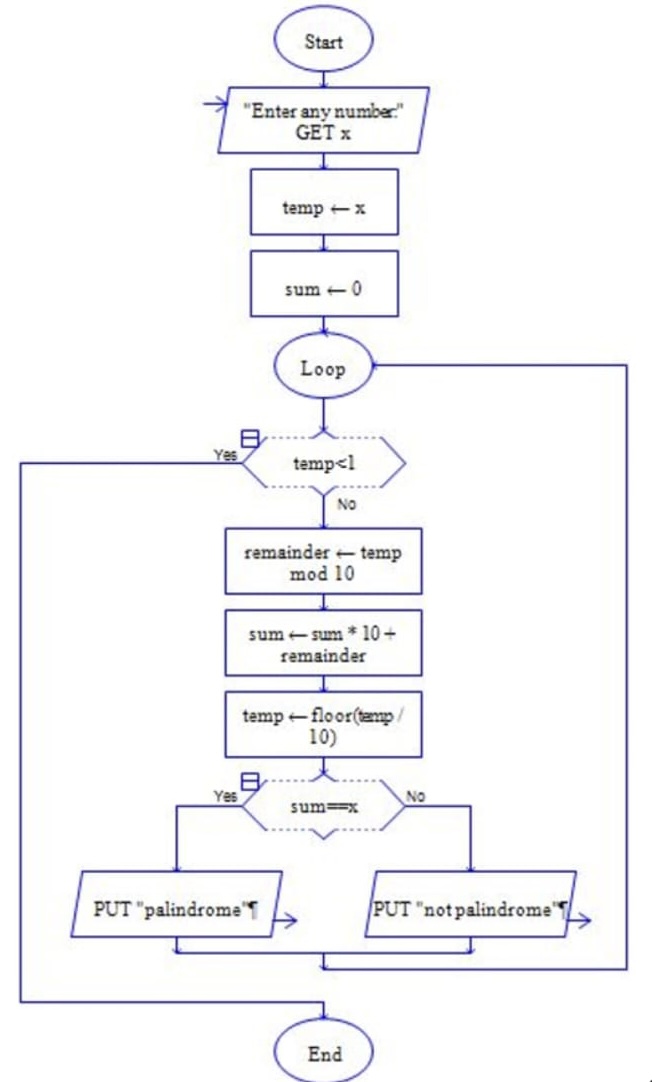 Start
"Enter any number:"
GET x
temp ← x
sum ← 0
Loop
Yes
temp<1
No
remainder ← temp
mod 10
sum ← sum * 10 +
remainder
temp ← floor(temp /
10)
Yes
sum==x
No
PUT "palindrome"¶
PUT "not palindrome"¶
End